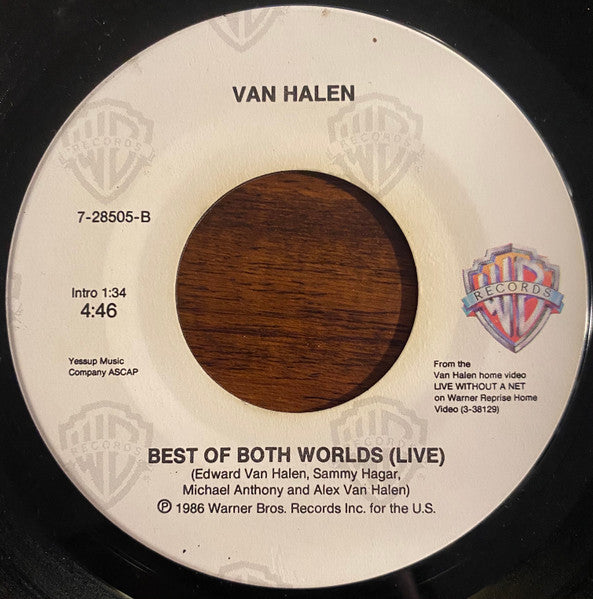 VAN HALEN
7-28505-B
Intro 1:34
4:46
Yessup Music
Company ASCAP
WB
RECORDS
From the
Van Halen home video
LIVE WITHOUT A NET
on Warner Reprise Home
Video (3-38129)
BEST OF BOTH WORLDS (LIVE)
(Edward Van Halen, Sammy Hagar,
Michael Anthony and Alex Van Halen)
℗ 1986 Warner Bros. Records Inc. for the U.S.